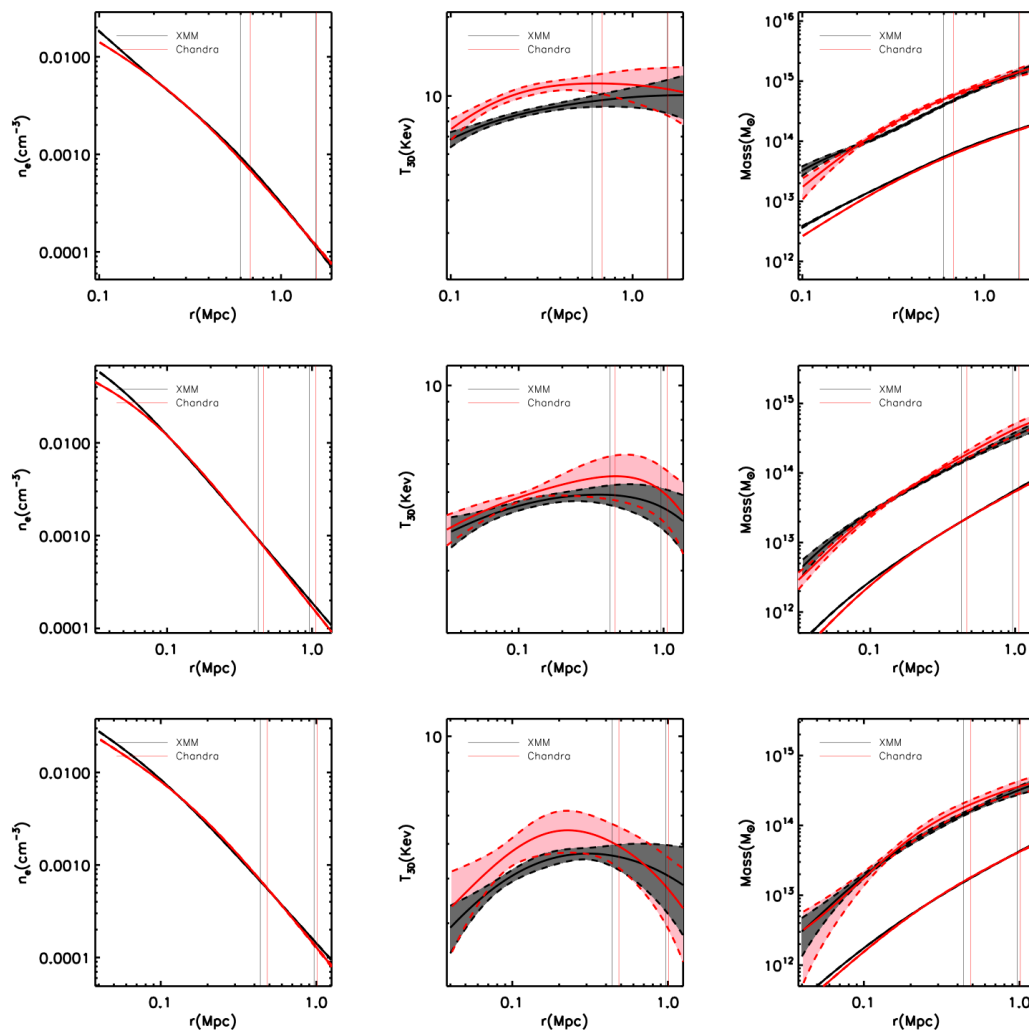 n_e(cm^-3)
0.0100
0.0010
0.0001
XMM
Chandra
0.1
1.0
r(Mpc)
T_3D(Kev)
10
XMM
Chandra
0.1
1.0
r(Mpc)
Mass(M_⊙)
10^16
10^15
10^14
10^13
10^12
XMM
Chandra
0.1
1.0
r(Mpc)
n_e(cm^-3)
0.0100
0.0010
0.0001
XMM
Chandra
0.1
1.0
r(Mpc)
T_3D(Kev)
10
XMM
Chandra
0.1
1.0
r(Mpc)
Mass(M_⊙)
10^15
10^14
10^13
10^12
XMM
Chandra
0.1
1.0
r(Mpc)
n_e(cm^-3)
0.0100
0.0010
0.0001
XMM
Chandra
0.1
1.0
r(Mpc)
T_3D(Kev)
10
XMM
Chandra
0.1
1.0
r(Mpc)
Mass(M_⊙)
10^15
10^14
10^13
10^12
XMM
Chandra
0.1
1.0
r(Mpc)